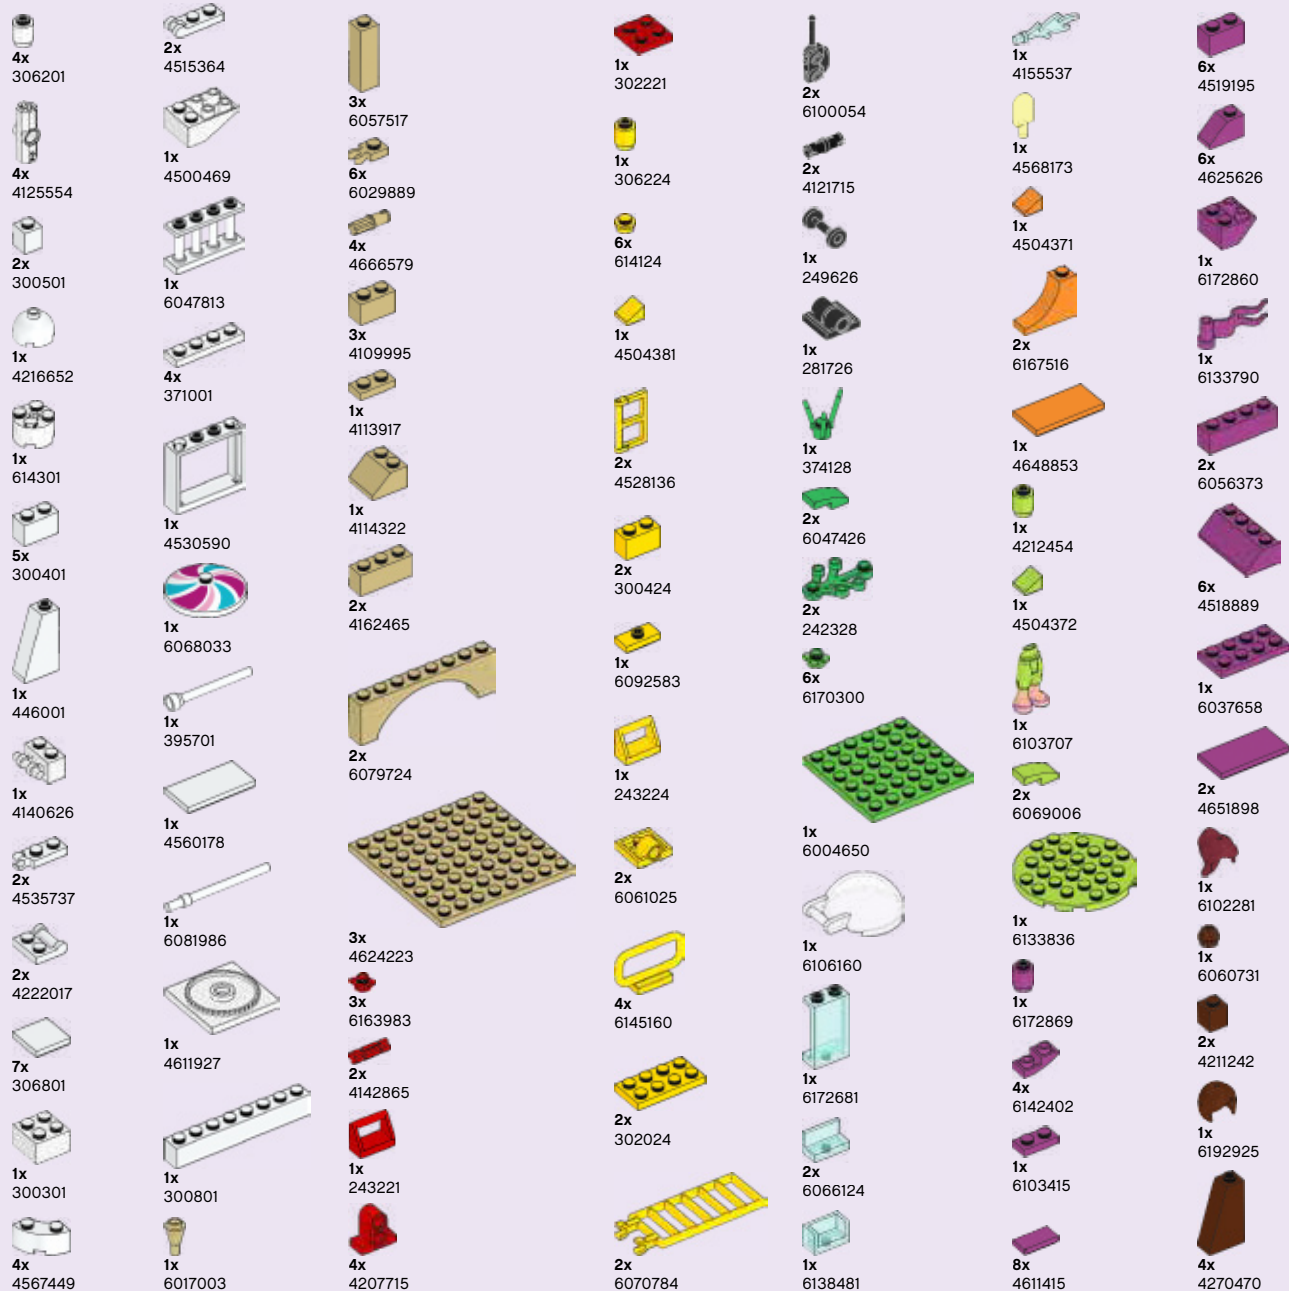 4x
306201
4x
4125554
2x
300501
1x
4216652
1x
614301
5x
300401
1x
446001
1x
4140626
2x
4535737
2x
4222017
7x
306801
1x
300301
4x
4567449
2x
4515364
1x
4500469
1x
6047813
4x
371001
1x
4530590
1x
6068033
1x
395701
1x
4560178
1x
6081986
1x
4611927
1x
300801
1x
6017003
3x
6057517
6x
6029889
4x
4666579
3x
4109995
1x
4113917
1x
4114322
2x
4162465
2x
6079724
3x
4624223
3x
6163983
2x
4142865
1x
243221
4x
4207715
1x
302221
1x
306224
6x
614124
1x
4504381
2x
4528136
2x
300424
1x
6092583
1x
243224
2x
6061025
4x
6145160
2x
302024
2x
6070784
2x
6100054
2x
4121715
1x
249626
1x
281726
1x
374128
2x
6047426
2x
242328
6x
6170300
1x
6004650
1x
6106160
1x
6172681
2x
6066124
1x
6138481
1x
4155537
1x
4568173
1x
4504371
2x
6167516
1x
4648853
1x
4212454
1x
4504372
1x
6103707
2x
6069006
1x
6133836
1x
6172869
4x
6142402
1x
6103415
8x
4611415
6x
4519195
6x
4625626
1x
6172860
1x
6133790
2x
6056373
6x
4518889
1x
6037658
2x
4651898
1x
6102281
1x
6060731
2x
4211242
1x
6192925
4x
4270470